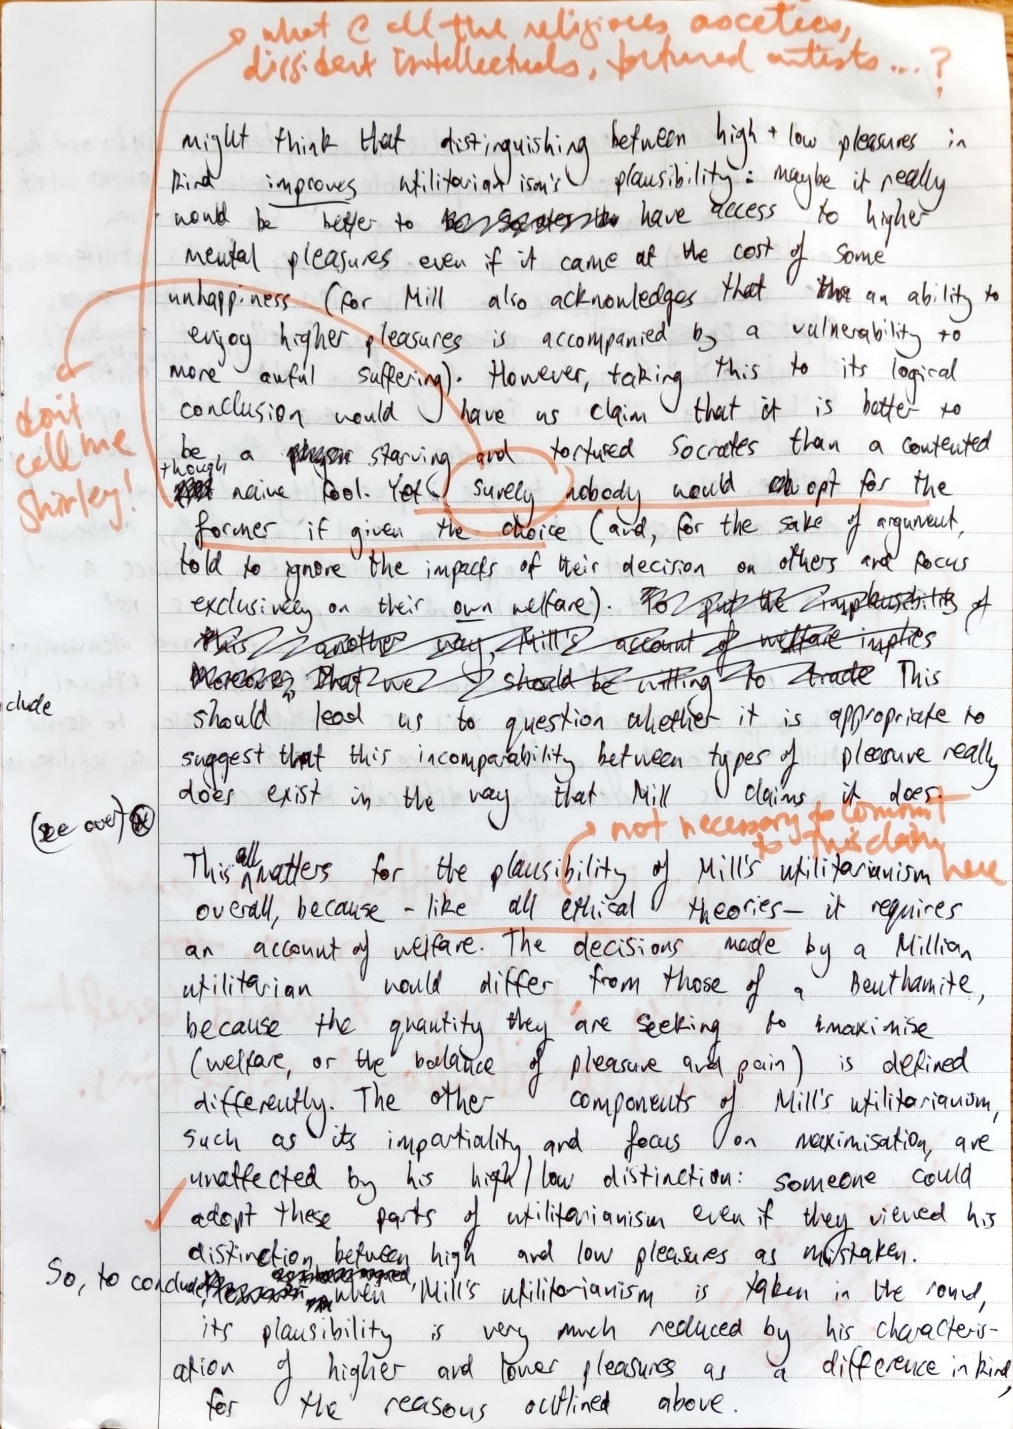 what @ all the religious ascetics,
dissident intellectuals, tortured artists....?
might think that distinguishing between high + low pleasures in
kind improves utilitarianism's plausibility: maybe it really
would be better to have access to higher
mental pleasures even if it came at the cost of some
unhappiness (for Mill also acknowledges that an ability to
enjoy higher pleasures is accompanied by a vulnerability to
more awful suffering). However, taking this to its logical
conclusion would have us claim that it is better to
be a starving and tortured Socrates than a contented
though naive fool. Yet surely nobody would opt for the
former if given the choice (and, for the sake of argument,
told to ignore the impacts of their decision on others and focus
exclusively on their own welfare). To put the implausibility of
this another way, Mill's account of welfare implies
that we should be willing to trade This
should lead us to question whether it is appropriate to
suggest that this incomparability between types of pleasure really
does exist in the way that Mill claims it does.
don't
call me
Shirley!
clude
(see over) *
not necessary to commit
to this claim
here
This all matters for the plausibility of Mill's utilitarianism
overall, because - like all ethical theories - it requires
an account of welfare. The decisions made by a Millian
utilitarian would differ from those of a Benthamite,
because the quantity they are seeking to maximise
(welfare, or the balance of pleasure and pain) is defined
differently. The other components of Mill's utilitarianism,
such as its impartiality and focus on maximisation, are
unaffected by his high/low distinction: someone could
adopt these parts of utilitarianism even if they viewed his
distinction between high and low pleasures as mistaken.
So, to conclude, when Mill's utilitarianism is taken in the round,
its plausibility is very much reduced by his characteris-
ation of higher and lower pleasures as a difference in kind,
for the reasons outlined above.